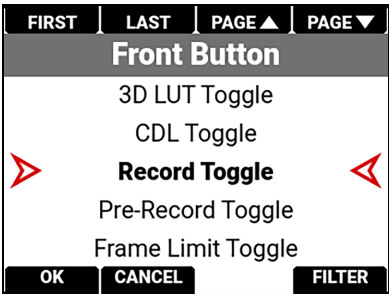 FIRST LAST PAGE▲ PAGE▼
Front Button
3D LUT Toggle
CDL Toggle
Record Toggle
Pre-Record Toggle
Frame Limit Toggle
OK CANCEL FILTER